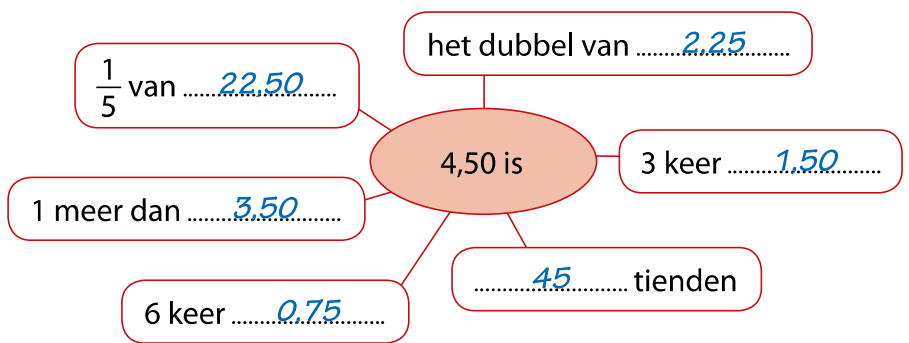 het dubbel van 2,25
1/5 van 22,50
4,50 is
3 keer 1,50
1 meer dan 3,50
45 tienden
6 keer 0,75